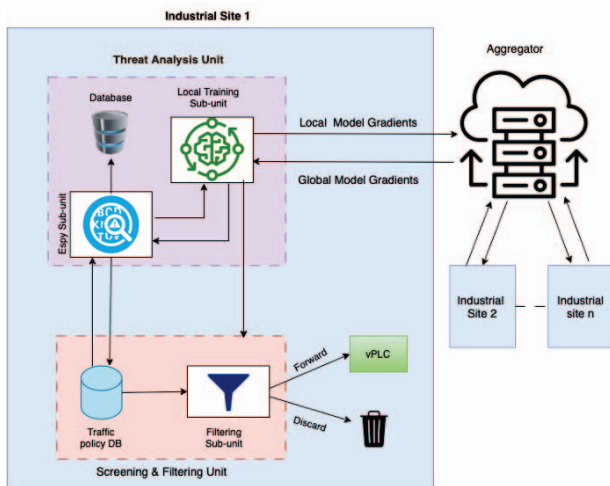 Industrial Site 1
Threat Analysis Unit
Database
Local Training
Sub-unit
Espy Sub-unit
Aggregator
Local Model Gradients
Global Model Gradients
Industrial
Site 2
Industrial
site n
Traffic
policy DB
Filtering
Sub-unit
Forward
Discard
vPLC
Screening & Filtering Unit